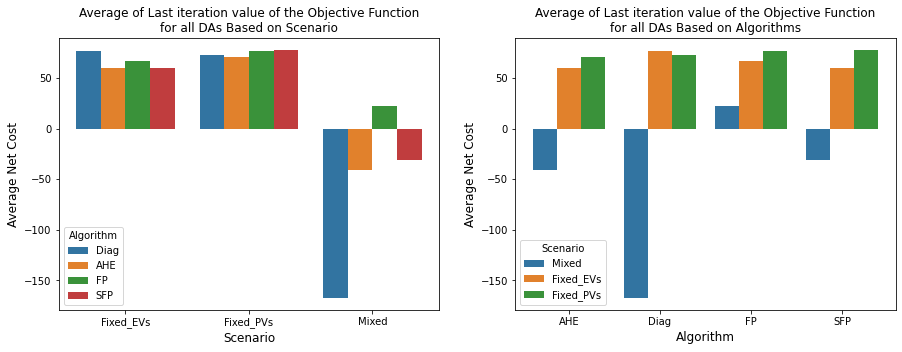 Average of Last iteration value of the Objective Function
for all DAs Based on Scenario
Average Net Cost
50
0
−50
−100
−150
Algorithm
Diag
AHE
FP
SFP
Fixed_EVs
Fixed_PVs
Mixed
Scenario
Average of Last iteration value of the Objective Function
for all DAs Based on Algorithms
Average Net Cost
50
0
−50
−100
−150
Scenario
Mixed
Fixed_EVs
Fixed_PVs
AHE
Diag
FP
SFP
Algorithm